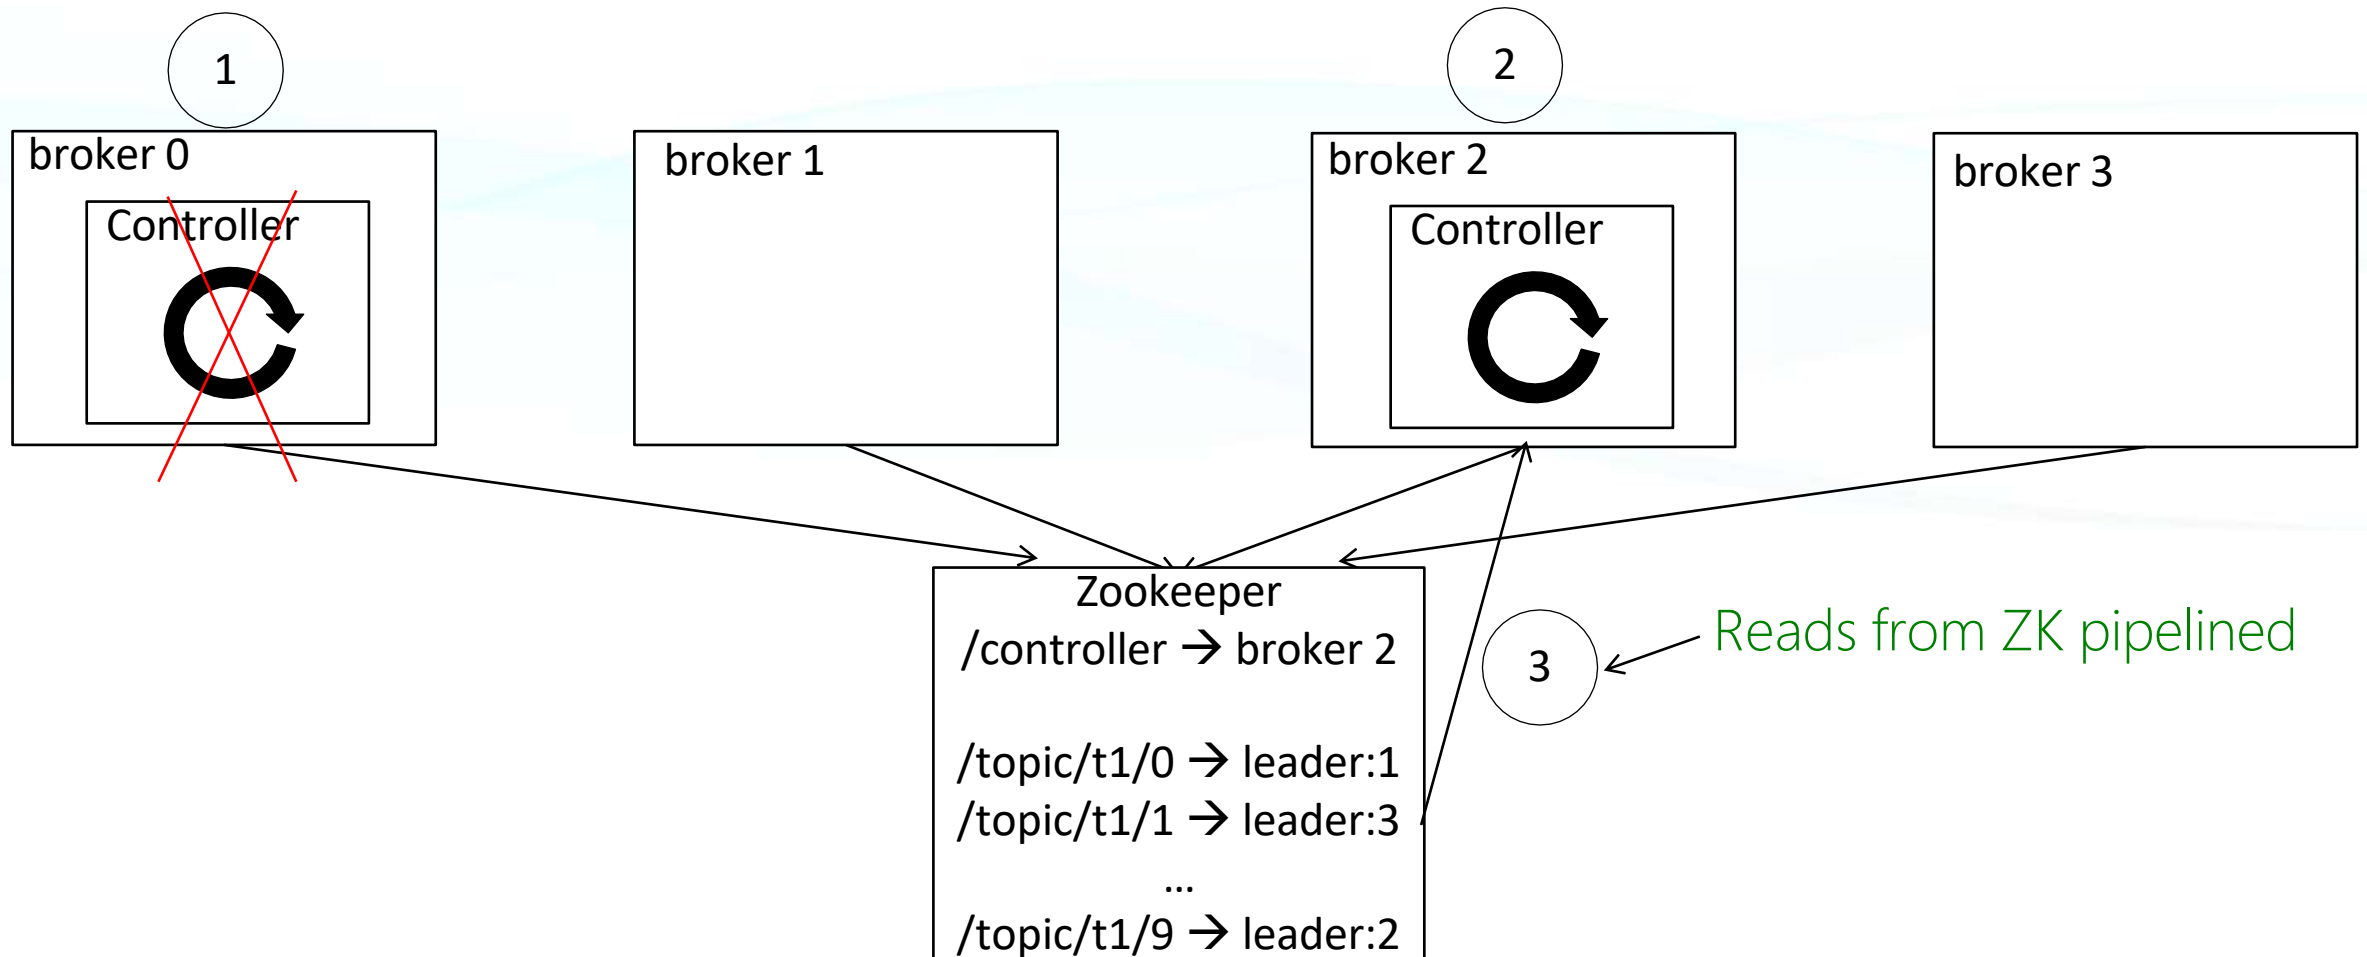 1
2
broker 0
broker 1
broker 2
broker 3
Controller
Controller
Zookeeper
/controller → broker 2
3
Reads from ZK pipelined
/topic/t1/0 → leader:1
/topic/t1/1 → leader:3
...
/topic/t1/9 → leader:2